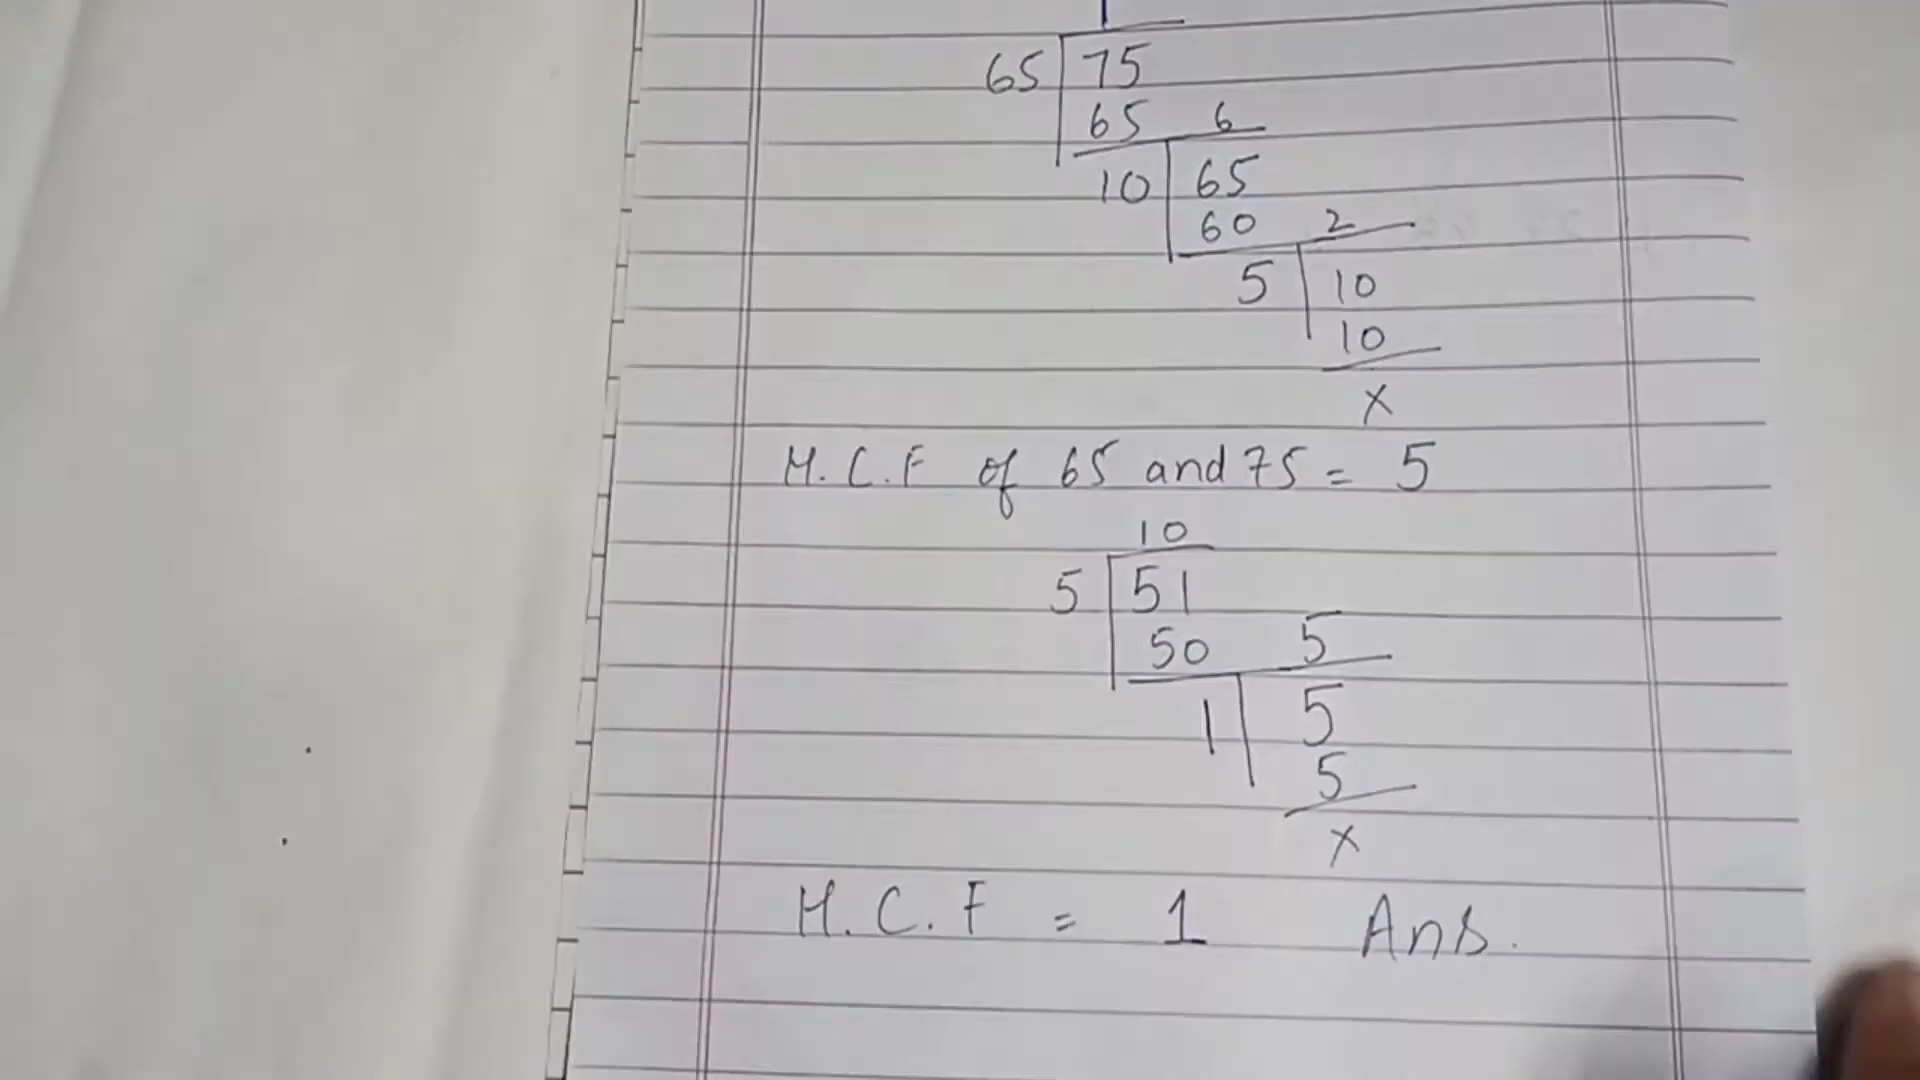 65 75
65 6
10 65
60 2
5 10
10
x
H.C.F of 65 and 75 = 5
10
5 51
50 5
1 5
5
x
H.C.F = 1 Ans.